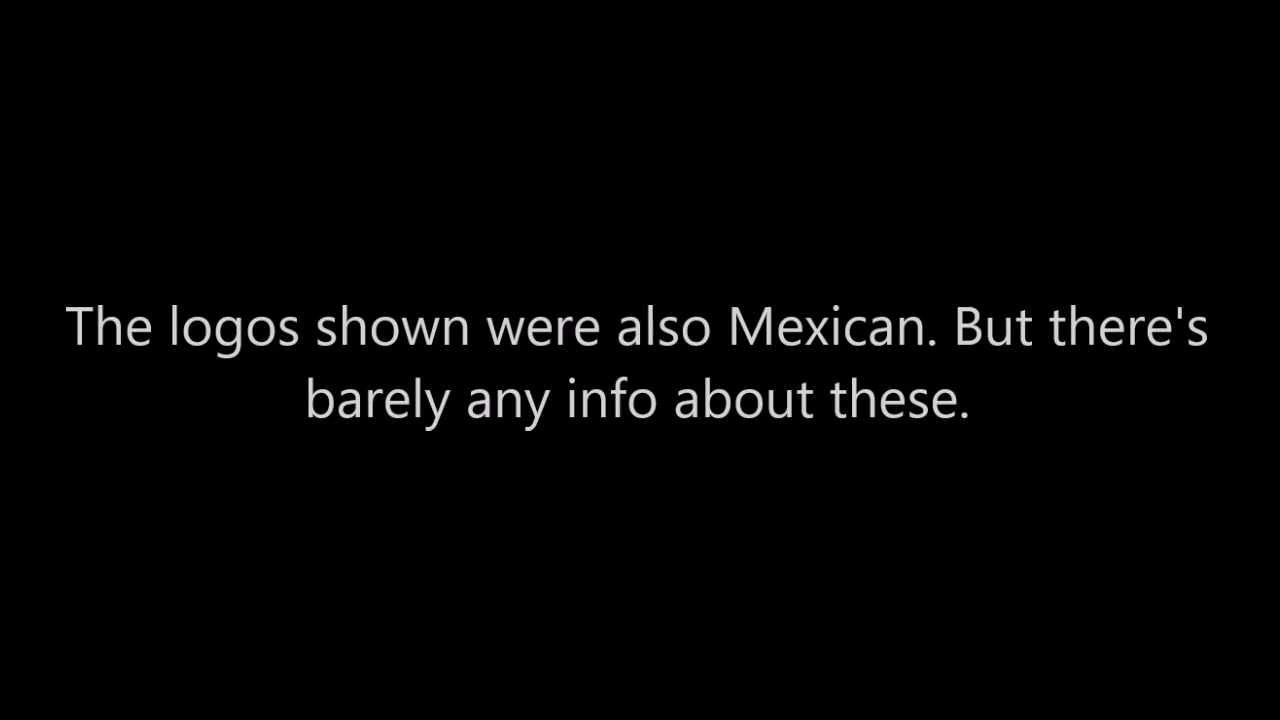 The logos shown were also Mexican. But there's
barely any info about these.